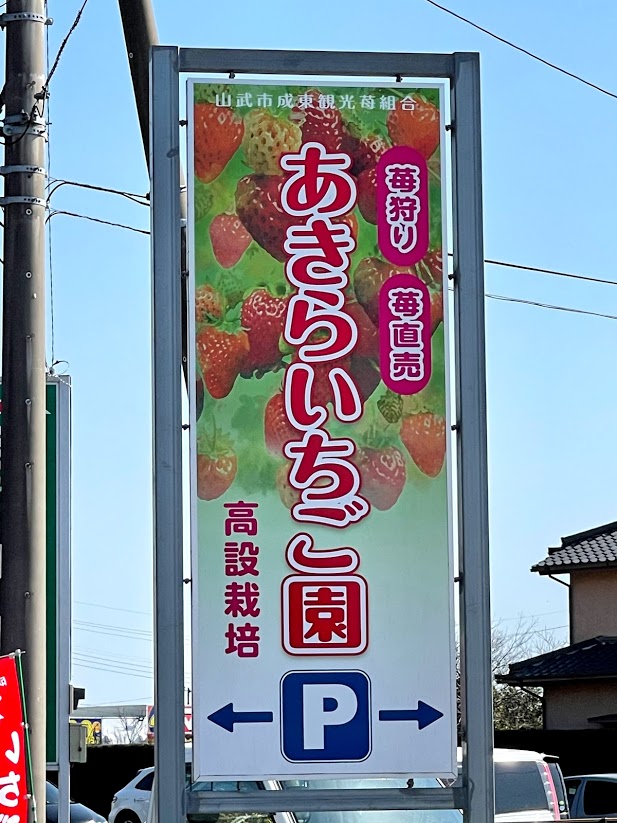 山武市成東観光苺組合
苺狩り
苺直売
あきらいちご園
高設栽培
P